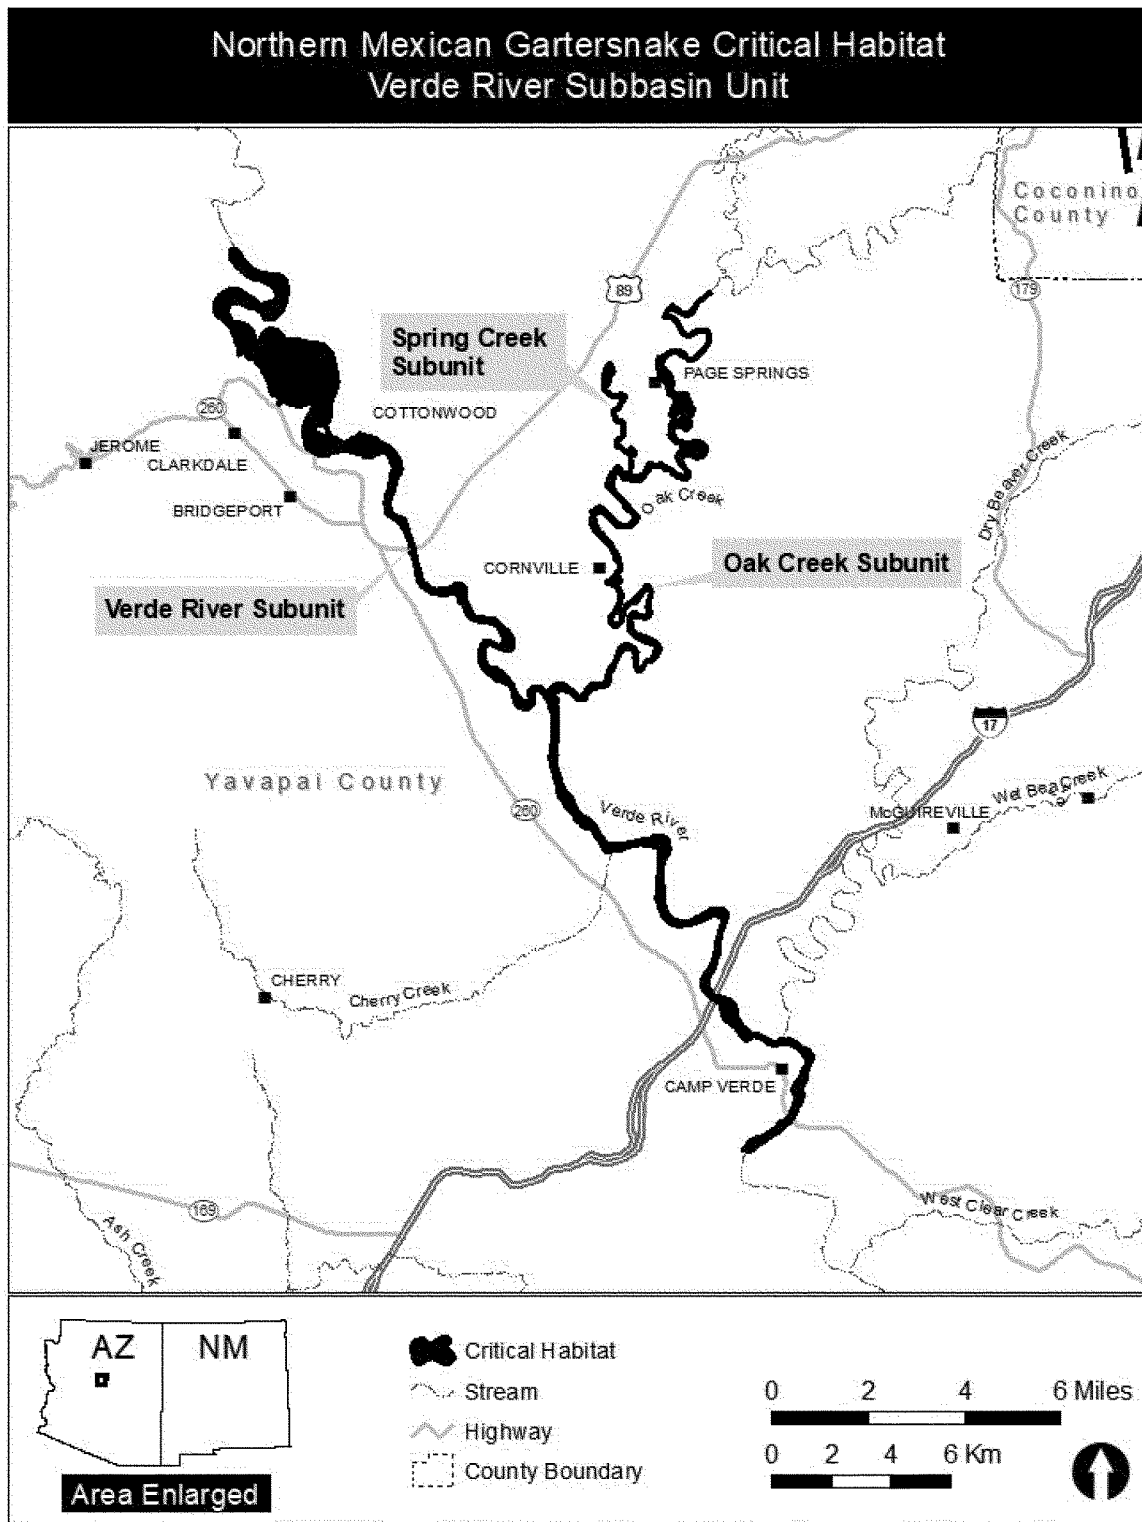 Northern Mexican Gartersnake Critical Habitat
Verde River Subbasin Unit
Coconino
County
89
179
Spring Creek
Subunit
PAGE SPRINGS
260
COTTONWOOD
JEROME
CLARKDALE
BRIDGEPORT
Oak Creek
Dry Beaver Creek
CORNVILLE
Oak Creek Subunit
Verde River Subunit
17
Yavapai County
260
Verde River
Wet Bea Creek
McGUIREVILLE
CHERRY
Cherry Creek
CAMP VERDE
169
Ash Creek
West Clear Creek
AZ NM
Area Enlarged
Critical Habitat
Stream
Highway
County Boundary
0 2 4 6 Miles
0 2 4 6 Km